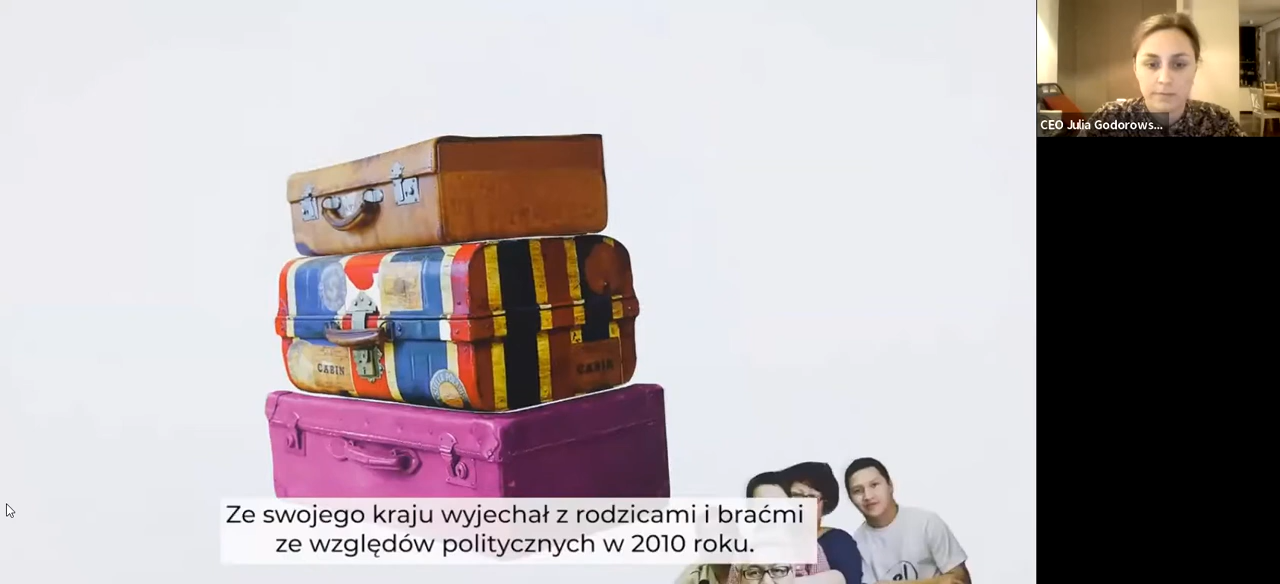 CEO Julia Godorows...
CABIN
CABIN
Ze swojego kraju wyjechał z rodzicami i braćmi
ze względów politycznych w 2010 roku.